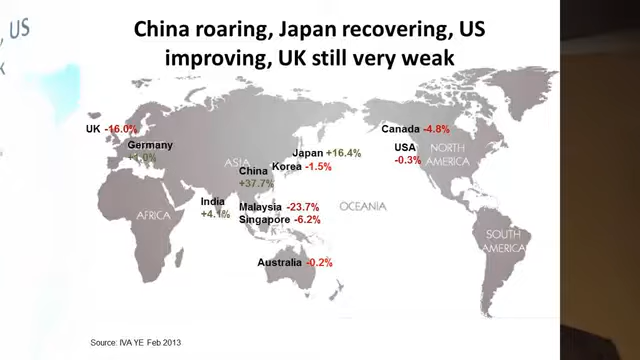 , US
China roaring, Japan recovering, US
improving, UK still very weak
UK -16.0%
Germany
+1.0%
Canada -4.8%
Japan +16.4%
USA
-0.3%
NORTH
AMERICA
ASIA
Korea -1.5%
China
+37.7%
India
+4.1%
Malaysia -23.7%
Singapore -6.2%
AFRICA
OCEANIA
SOUTH
AMERICA
Australia -0.2%
Source: IVA YE Feb 2013